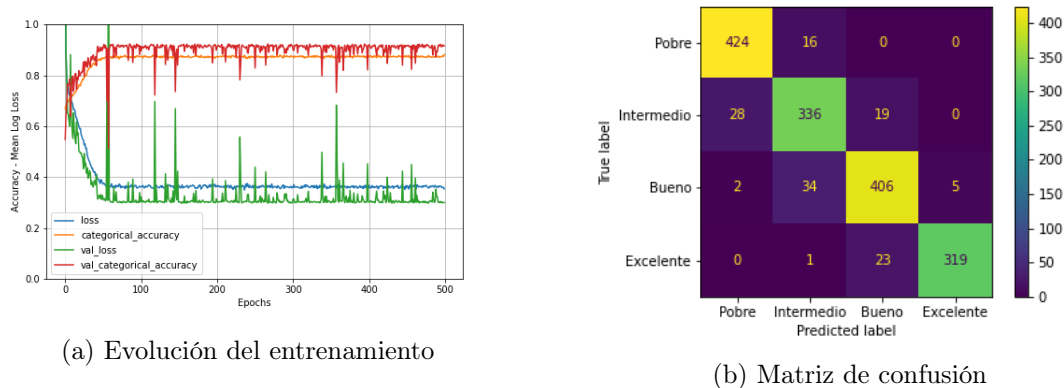 1.0
0.8
0.6
0.4
0.2
0.0
Accuracy - Mean Log Loss
loss
categorical_accuracy
val_loss
val_categorical_accuracy
0 100 200 300 400 500
Epochs
(a) Evolución del entrenamiento
True label
Pobre 424 16 0 0
Intermedio 28 336 19 0
Bueno 2 34 406 5
Excelente 0 1 23 319
Pobre Intermedio Bueno Excelente
Predicted label
400
350
300
250
200
150
100
50
0
(b) Matriz de confusión